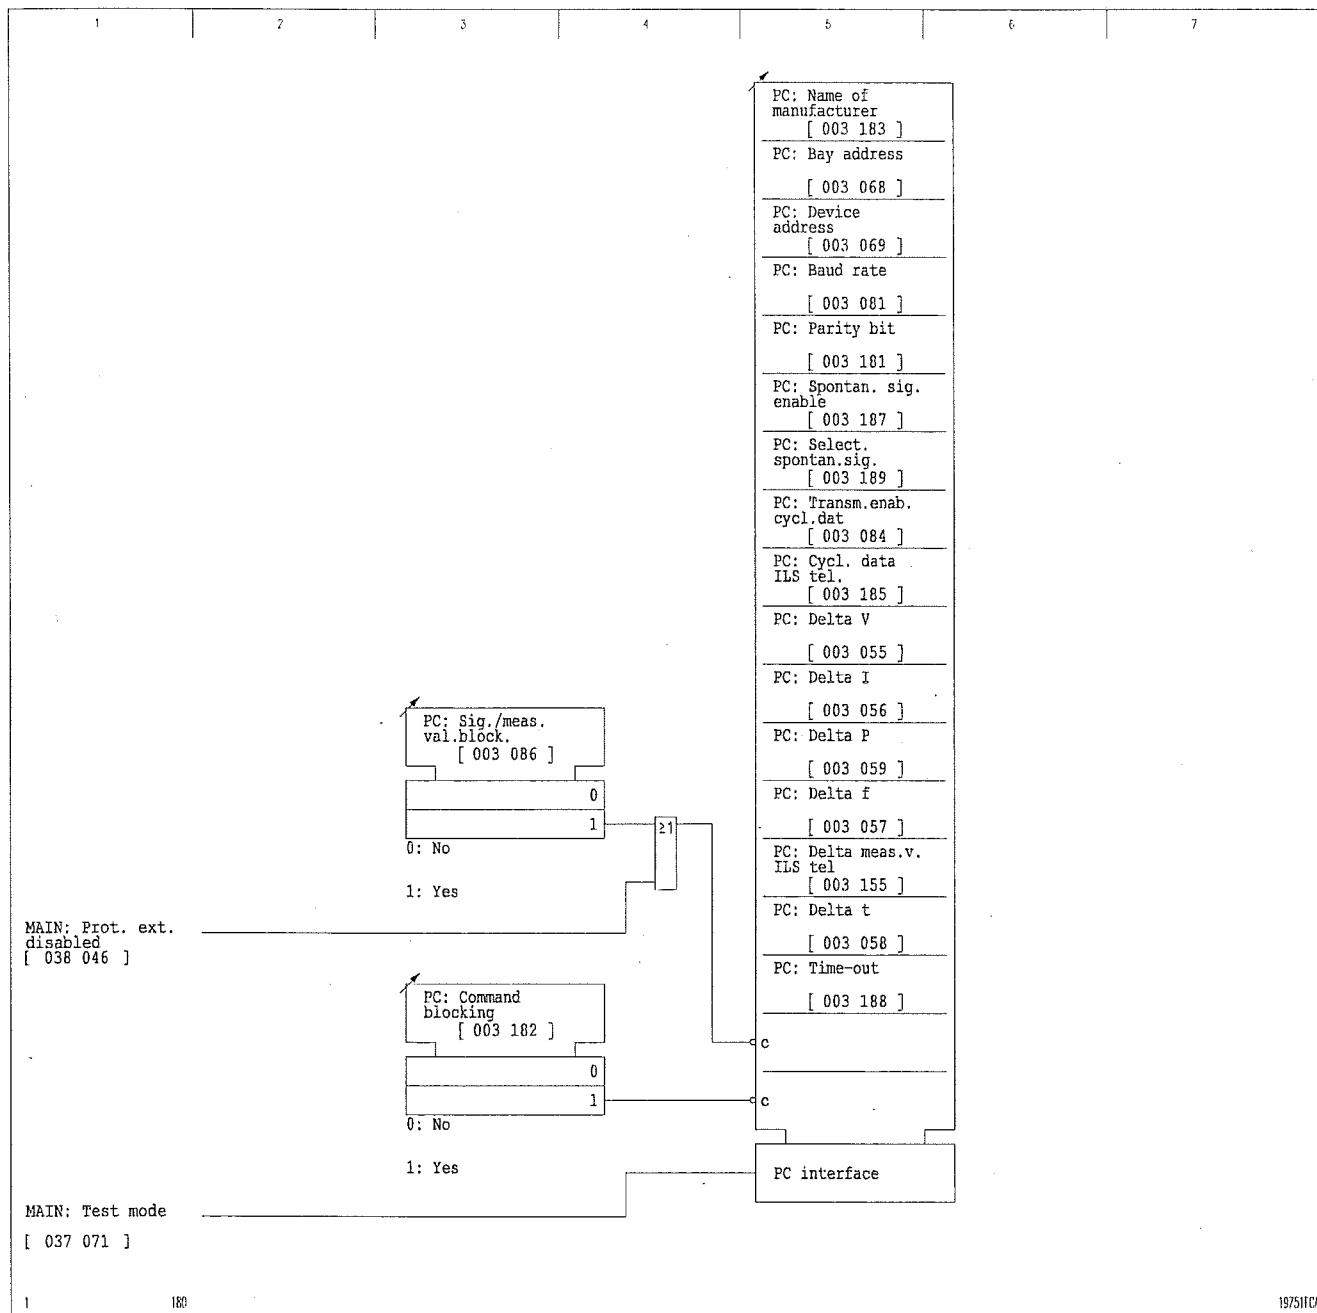 1 2 3 4 5 6 7
PC: Name of
manufacturer
[ 003 183 ]
PC: Bay address
[ 003 068 ]
PC: Device
address
[ 003 069 ]
PC: Baud rate
[ 003 081 ]
PC: Parity bit
[ 003 181 ]
PC: Spontan. sig.
enable
[ 003 187 ]
PC: Select.
spontan.sig.
[ 003 189 ]
PC: Transm.enab.
cycl.dat
[ 003 084 ]
PC: Cycl. data
ILS tel.
[ 003 185 ]
PC: Delta V
[ 003 055 ]
PC: Delta I
[ 003 056 ]
PC: Delta P
[ 003 059 ]
PC: Delta f
[ 003 057 ]
PC: Delta meas.v.
ILS tel
[ 003 155 ]
PC: Delta t
[ 003 058 ]
PC: Time-out
[ 003 188 ]
c
c
PC interface
PC: Sig./meas.
val.block.
[ 003 086 ]
0
1
≥1
0: No
1: Yes
MAIN: Prot. ext.
disabled
[ 038 046 ]
PC: Command
blocking
[ 003 182 ]
0
1
0: No
1: Yes
MAIN: Test mode
[ 037 071 ]
1 180